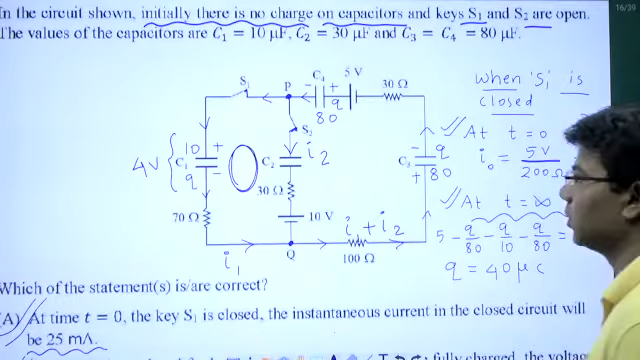 In the circuit shown, initially there is no charge on capacitors and keys S₁ and S₂ are open.
The values of the capacitors are C₁ = 10 μF, C₂ = 30 μF and C₃ = C₄ = 80 μF.
16/39
when 'S₁' is
closed
S₁
P
C₄
5 V
30 Ω
- +
q
80
S₂
At t = 0
i₀ = 5V/200Ω
4V
10 +
C₁
q -
C₂
i₂
C₃
- q
+ 80
30 Ω
At t = ∞
70 Ω
10 V
i₁+i₂
5 - q/80 - q/10 - q/80 =
i₁
Q
100 Ω
q = 40 μC
Which of the statement(s) is/are correct?
(A) At time t = 0, the key S₁ is closed, the instantaneous current in the closed circuit will
be 25 mA.
fully charged, the voltag